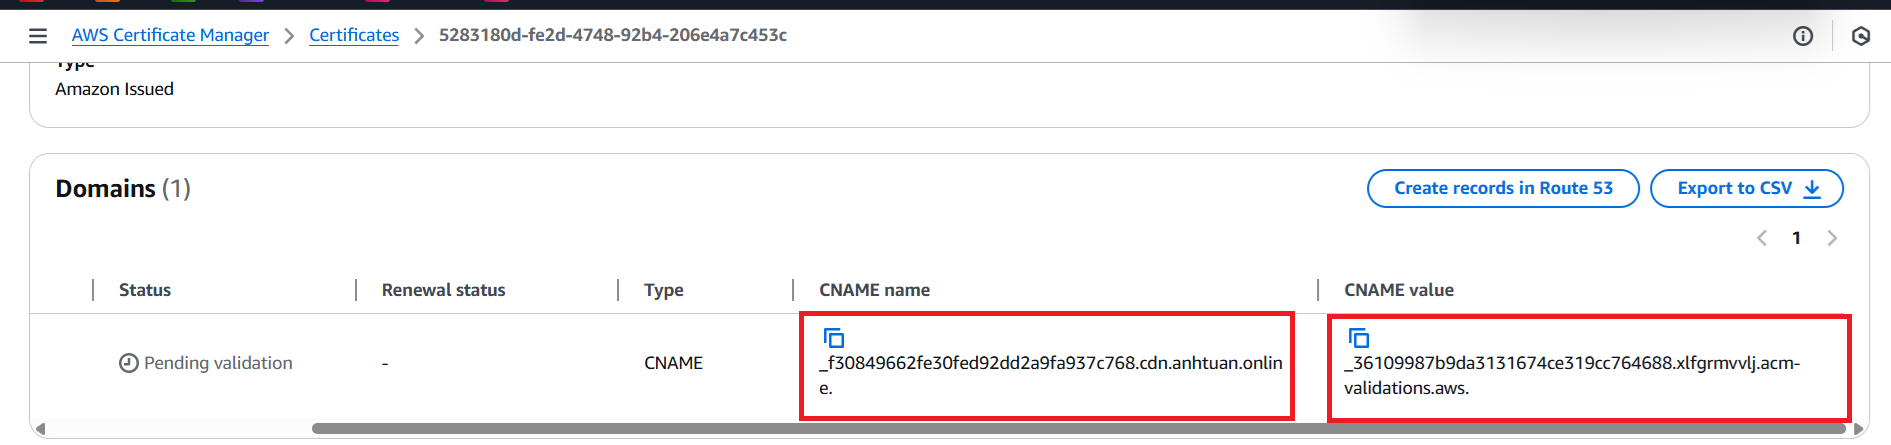 AWS Certificate Manager > Certificates > 5283180d-fe2d-4748-92b4-206e4a7c453c
Type
Amazon Issued
Domains (1)
Create records in Route 53
Export to CSV
1
Status
Renewal status
Type
CNAME name
CNAME value
Pending validation
-
CNAME
_f30849662fe30fed92dd2a9fa937c768.cdn.anhtuan.onlin
e.
_36109987b9da3131674ce319cc764688.xlfgrmvvlj.acm-
validations.aws.